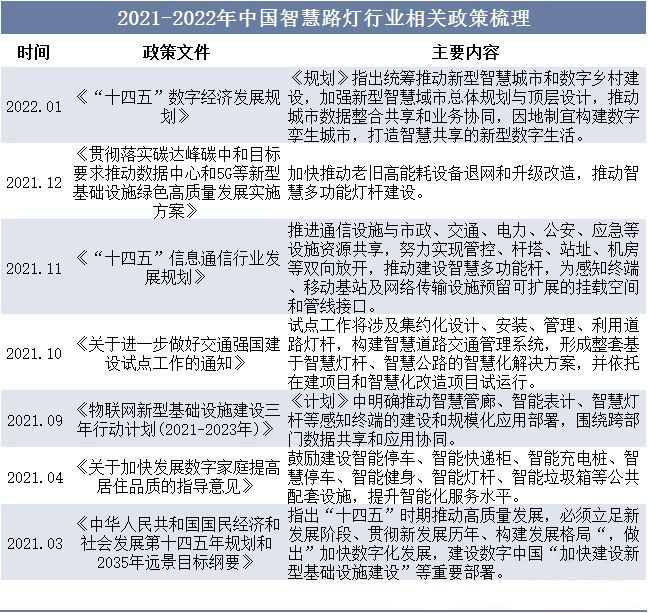 2021-2022年中国智慧路灯行业相关政策梳理
时间
政策文件
主要内容
2022.01
《“十四五”数字经济发展规
划》
《规划》指出统筹推动新型智慧城市和数字乡村建
设，加强新型智慧域市总体规划与顶层设计，推动
城市数据整合共享和业务协同，因地制宜构建数字
孪生城市，打造智慧共享的新型数字生活。
2021.12
《贯彻落实碳达峰碳中和目标
要求推动数据中心和5G等新型
基础设施绿色高质量发展实施
方案》
加快推动老旧高能耗设备退网和升级改造，推动智
慧多功能灯杆建设。
2021.11
《“十四五”信息通信行业发
展规划》
推进通信设施与市政、交通、电力、公安、应急等
设施资源共享，努力实现管控、杆塔、站址、机房
等双向放开，推动建设智慧多功能杆，为感知终端
、移动基站及网络传输设施预留可扩展的挂载空间
和管线接口。
2021.10
《关于进一步做好交通强国建
设试点工作的通知》
试点工作将涉及集约化设计、安装、管理、利用道
路灯杆，构建智慧道路交通管理系统，形成整套基
于智慧灯杆、智慧公路的智慧化解决方案，并依托
在建项目和智慧化改造项目试运行。
2021.09
《物联网新型基础设施建设三
年行动计划(2021-2023年)》
《计划》中明确推动智慧管廊、智能表计、智慧灯
杆等感知终端的建设和规模化应用部署，围绕跨部
门数据共享和应用协同。
2021.04
《关于加快发展数字家庭提高
居住品质的指导意见》
鼓励建设智能停车、智能快递柜、智能充电桩、智
慧停车、智能健身、智能灯杆、智能垃圾箱等公共
配套设施，提升智能化服务水平。
2021.03
《中华人民共和国国民经济和
社会发展第十四五年规划和
2035年远景目标纲要》
指出“十四五”时期推动高质量发展，必须立足新
发展阶段、贯彻新发展历年、构建发展格局“，做
出”加快数字化发展，建设数字中国“加快建设新
型基础设施建设”等重要部署。